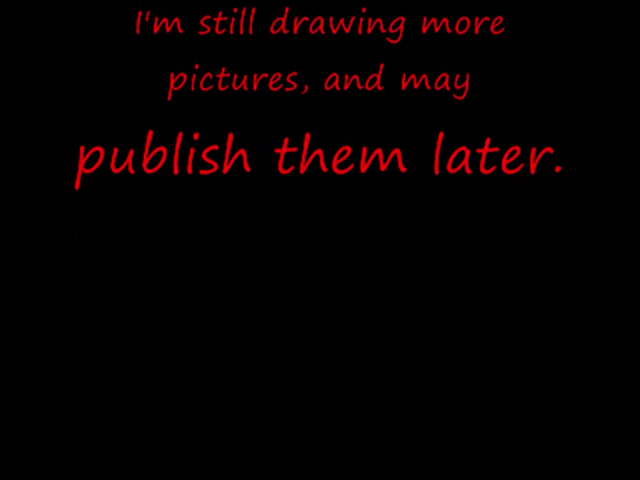 I'm still drawing more
pictures, and may
publish them later.